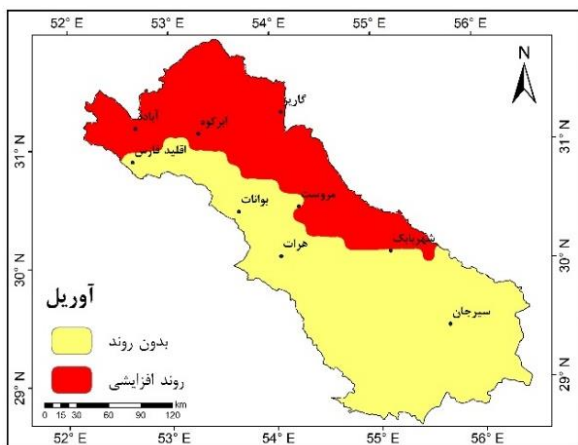 52° E 53° E 54° E 55° E 56° E
N
گاریز
آباده
ابرکوه
31° N 31° N
اقلید فارس
مروست
بوانات
شهربابک
هرات
30° N 30° N
آوریل
سیرجان
بدون روند
روند افزایشی
29° N 29° N
km
0 15 30 60 90 120
52° E 53° E 54° E 55° E 56° E